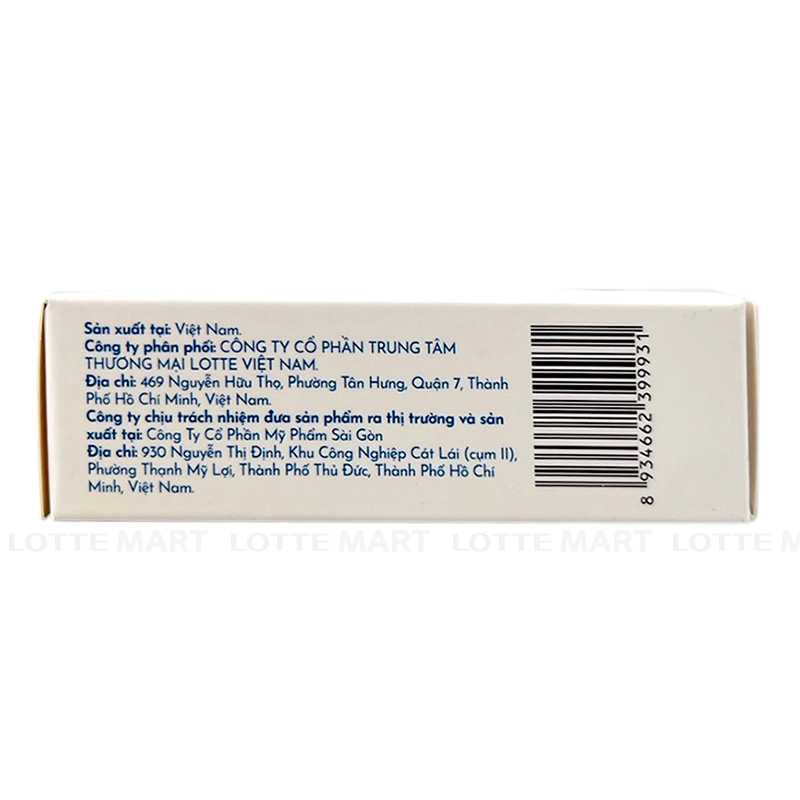 Sản xuất tại: Việt Nam.
Công ty phân phối: CÔNG TY CỔ PHẦN TRUNG TÂM
THƯƠNG MẠI LOTTE VIỆT NAM.
Địa chỉ: 469 Nguyễn Hữu Thọ, Phường Tân Hưng, Quận 7, Thành
Phố Hồ Chí Minh, Việt Nam.
Công ty chịu trách nhiệm đưa sản phẩm ra thị trường và sản
xuất tại: Công Ty Cổ Phần Mỹ Phẩm Sài Gòn
Địa chỉ: 930 Nguyễn Thị Định, Khu Công Nghiệp Cát Lái (cụm II),
Phường Thạnh Mỹ Lợi, Thành Phố Thủ Đức, Thành Phố Hồ Chí
Minh, Việt Nam.
8 934662 399931
LOTTE MART LOTTE MART LOTTE MART LOTTE MART